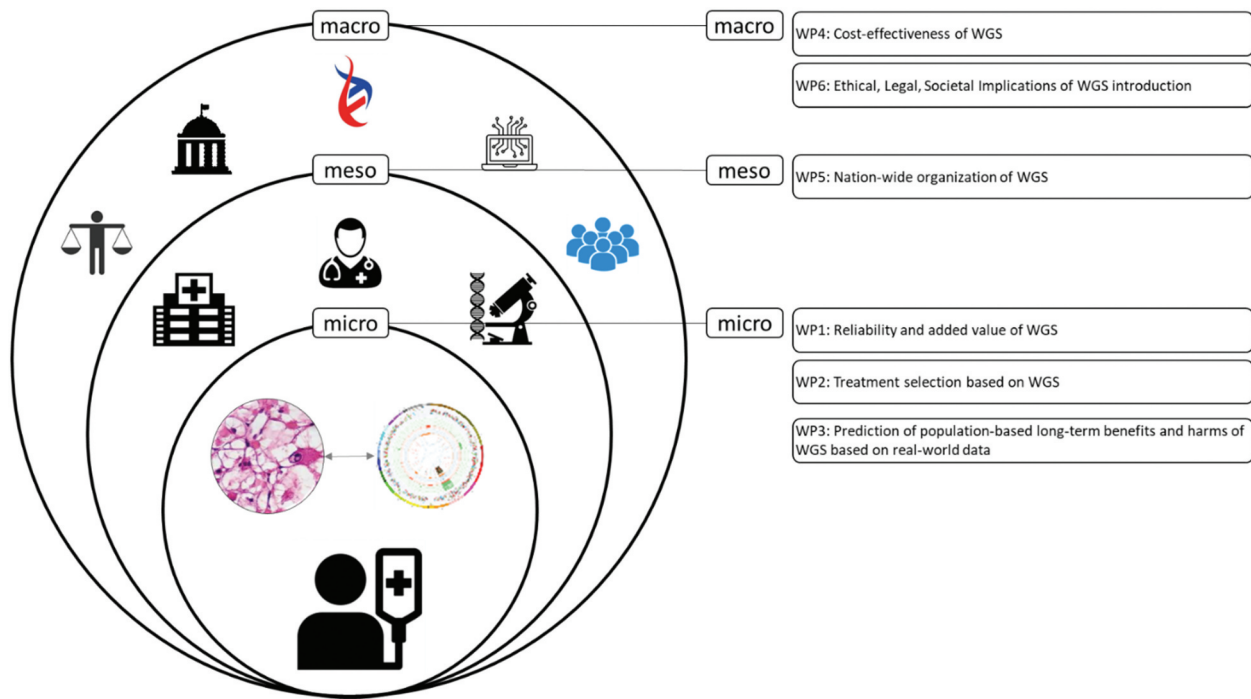 macro
macro
WP4: Cost-effectiveness of WGS
WP6: Ethical, Legal, Societal Implications of WGS introduction
meso
meso
WP5: Nation-wide organization of WGS
micro
micro
WP1: Reliability and added value of WGS
WP2: Treatment selection based on WGS
WP3: Prediction of population-based long-term benefits and harms of
WGS based on real-world data